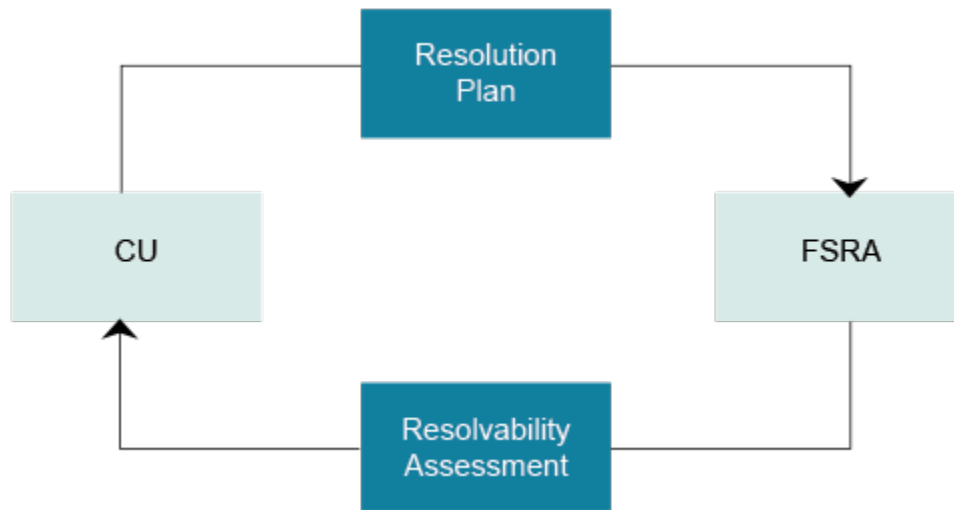 Resolution
Plan
CU
FSRA
Resolvability
Assessment